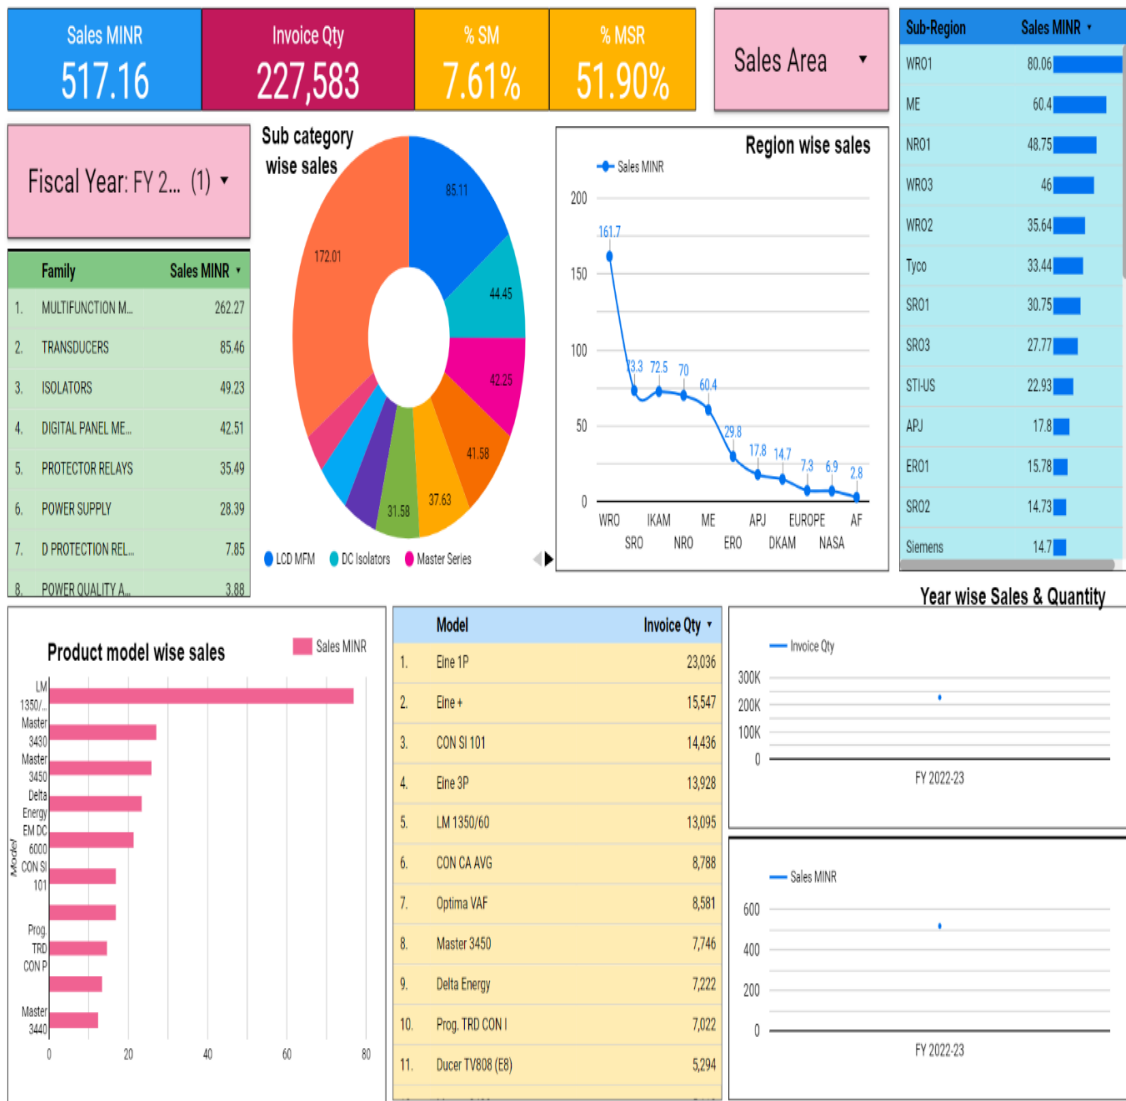 Sales MINR
517.16
Invoice Qty
227,583
% SM
7.61%
% MSR
51.90%
Sales Area
Fiscal Year: FY 2... (1)
Family Sales MINR
1. MULTIFUNCTION M... 262.27
2. TRANSDUCERS 85.46
3. ISOLATORS 49.23
4. DIGITAL PANEL ME... 42.51
5. PROTECTOR RELAYS 35.49
6. POWER SUPPLY 28.39
7. D PROTECTION REL... 7.85
8. POWER QUALITY A... 3.88
Sub category
wise sales
85.11
44.45
42.25
41.58
37.63
31.58
172.01
LCD MFM DC Isolators Master Series
Region wise sales
Sales MINR
200
150
100
50
0
161.7
73.3
72.5
70
60.4
29.8
17.8
14.7
7.3
6.9
2.8
WRO IKAM ME APJ EUROPE AF
SRO NRO ERO DKAM NASA
Sub-Region Sales MINR
WRO1 80.06
ME 60.4
NRO1 48.75
WRO3 46
WRO2 35.64
Tyco 33.44
SRO1 30.75
SRO3 27.77
STI-US 22.93
APJ 17.8
ERO1 15.78
SRO2 14.73
Siemens 14.7
Product model wise sales
Sales MINR
Model
LM
1350/...
Master
3430
Master
3450
Delta
Energy
EM DC
6000
CON SI
101
Prog.
TRD
CON P
Master
3440
0 20 40 60 80
Model Invoice Qty
1. Eine 1P 23,036
2. Eine + 15,547
3. CON SI 101 14,436
4. Eine 3P 13,928
5. LM 1350/60 13,095
6. CON CA AVG 8,788
7. Optima VAF 8,581
8. Master 3450 7,746
9. Delta Energy 7,222
10. Prog. TRD CON I 7,022
11. Ducer TV808 (E8) 5,294
Year wise Sales & Quantity
Invoice Qty
300K
200K
100K
0
FY 2022-23
Sales MINR
600
400
200
0
FY 2022-23